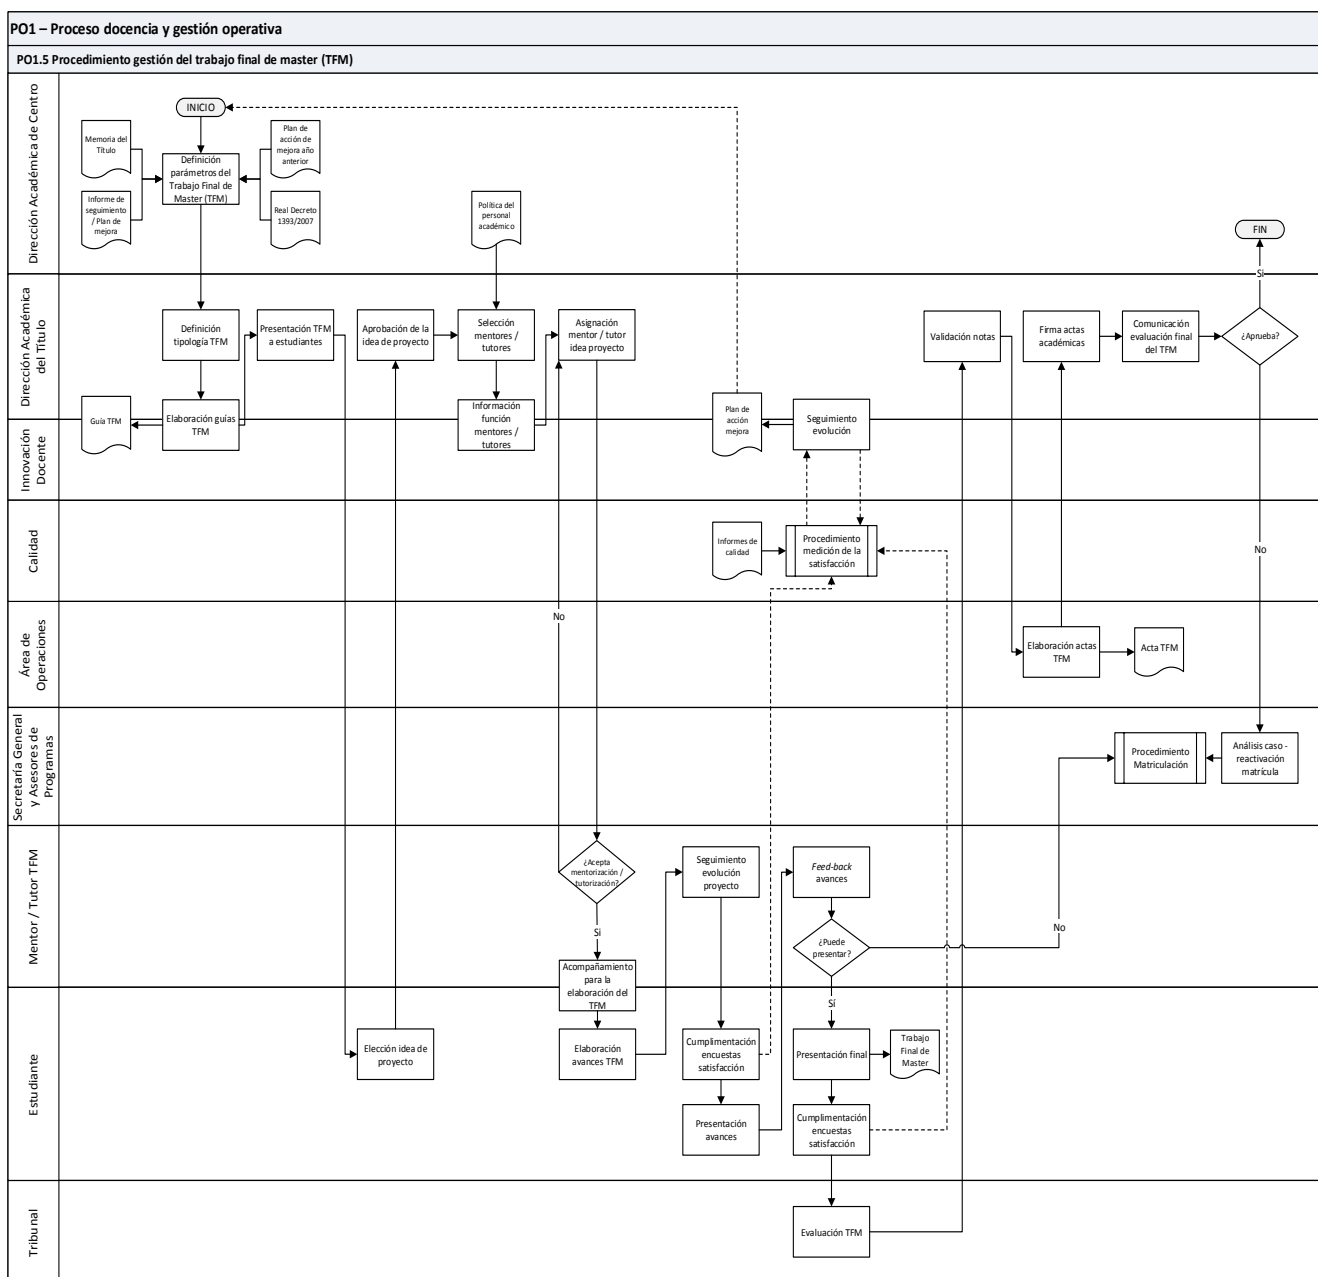 PO1 – Proceso docencia y gestión operativa
PO1.5 Procedimiento gestión del trabajo final de master (TFM)
Dirección Académica de Centro
INICIO
Memoria del
Título
Informe de
seguimiento
/ Plan de
mejora
Definición
parámetros del
Trabajo Final de
Master (TFM)
Plan de
acción de
mejora año
anterior
Real Decreto
1393/2007
Política del
personal
académico
FIN
Si
Dirección Académica
del Título
Definición
tipología TFM
Presentación TFM
a estudiantes
Aprobación de la
idea de proyecto
Selección
mentores /
tutores
Asignación
mentor / tutor
idea proyecto
Validación notas
Firma actas
académicas
Comunicación
evaluación final
del TFM
¿Aprueba?
Guía TFM
Elaboración guías
TFM
Información
función
mentores /
tutores
Plan de
acción
mejora
Seguimiento
evolución
Innovación
Docente
Calidad
Informes de
calidad
Procedimiento
medición de la
satisfacción
No
Área de
Operaciones
No
Elaboración actas
TFM
Acta TFM
Secretaría General
y Asesores de
Programas
Procedimiento
Matriculación
Análisis caso -
reactivación
matrícula
Mentor / Tutor TFM
¿Acepta
mentorización /
tutorización?
Seguimiento
evolución
proyecto
Feed-back
avances
Si
¿Puede
presentar?
No
Acompañamiento
para la
elaboración del
TFM
Sí
Estudiante
Elección idea de
proyecto
Elaboración
avances TFM
Cumplimentación
encuestas
satisfacción
Presentación final
Trabajo
Final de
Master
Presentación
avances
Cumplimentación
encuestas
satisfacción
Tribunal
Evaluación TFM